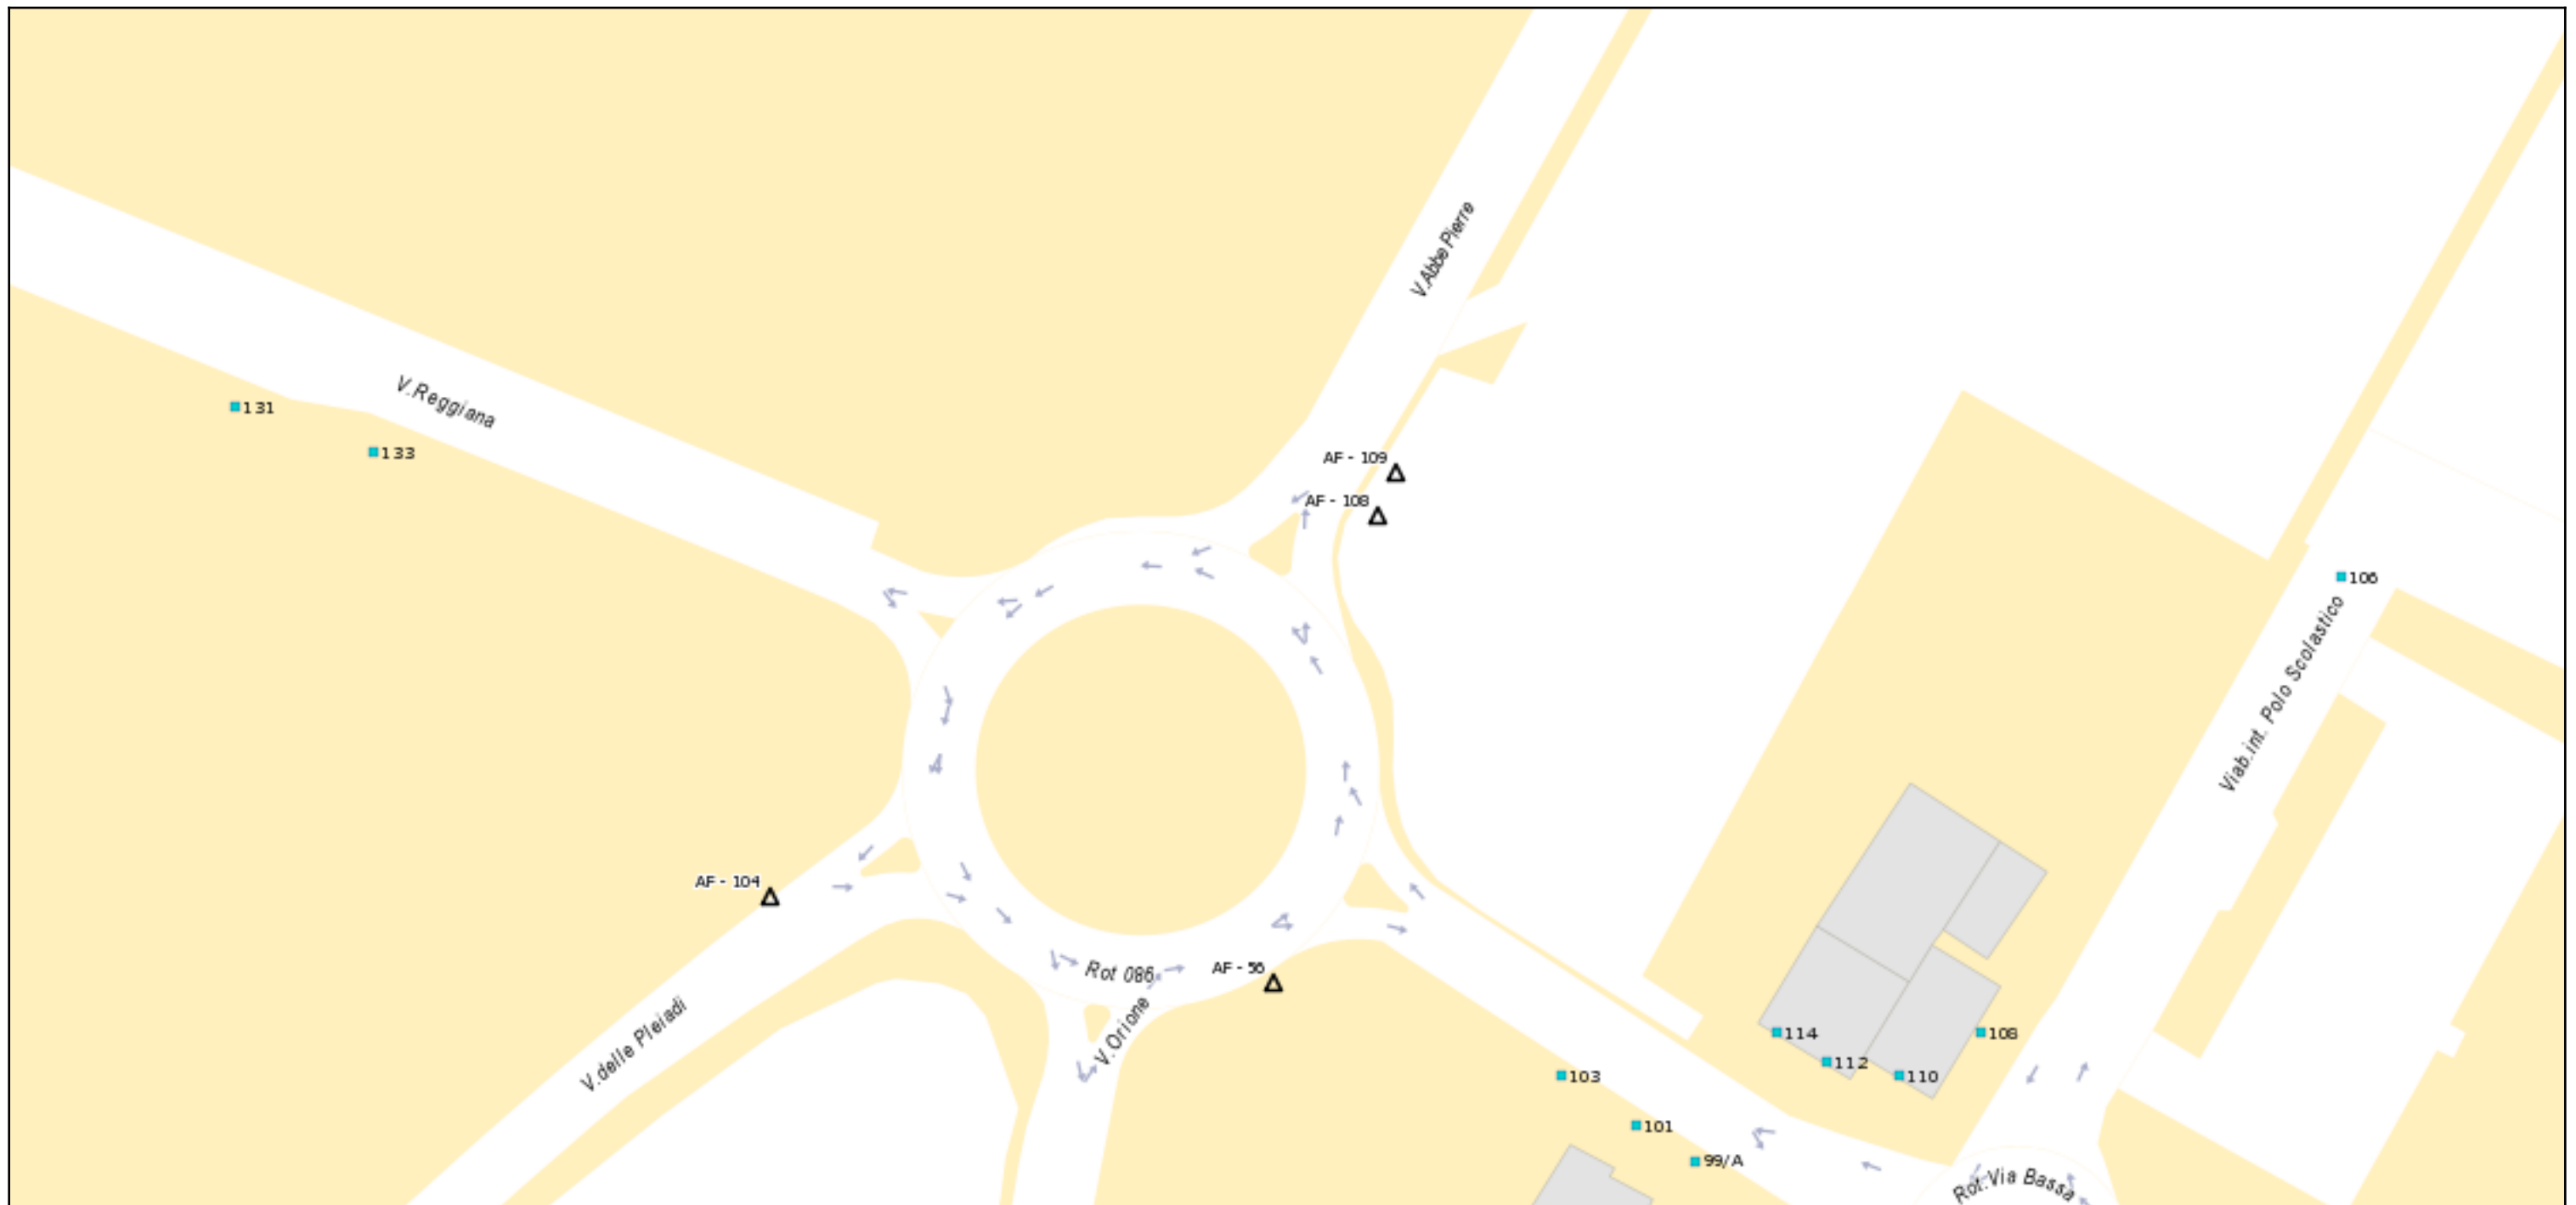 V.Abbe Pierre
V.Reggiana
131
133
AF - 109
AF - 108
106
Viab.int. Polo Scolastico
AF - 104
Rot 086
AF - 56
V.Orione
V.delle Pleiadi
114
108
112
110
103
101
99/A
Rot.Via Bassa